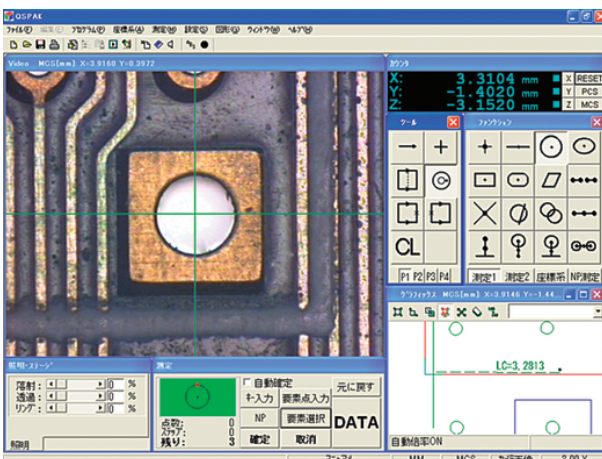 QSPAK
ファイル(F) 編集(E) プログラム(P) 座標系(A) 測定(M) 設定(S) 図形(G) ウィンドウ(W) ヘルプ(H)
Video MCS[mm] X=3.9160 Y=0.3972
カウンタ
X: 3.3104 mm X RESET
Y: -1.4020 mm Y PCS
Z: -3.1520 mm Z MCS
ツール
ファンクション
CL
P1 P2 P3 P4
測定1 測定2 座標系 NP測定
グラフィックス MCS[mm] X=3.9146 Y=-1.44...
LC=3,2813
自動倍率ON
照明・ステージ
落射: 0 %
透過: 0 %
リング: 0 %
照明
測定
自動確定
元に戻す
キー入力 要素点入力
NP 要素選択
DATA
確定 取消
点数: 0
ステップ: 0
残り: 3
MM MCS